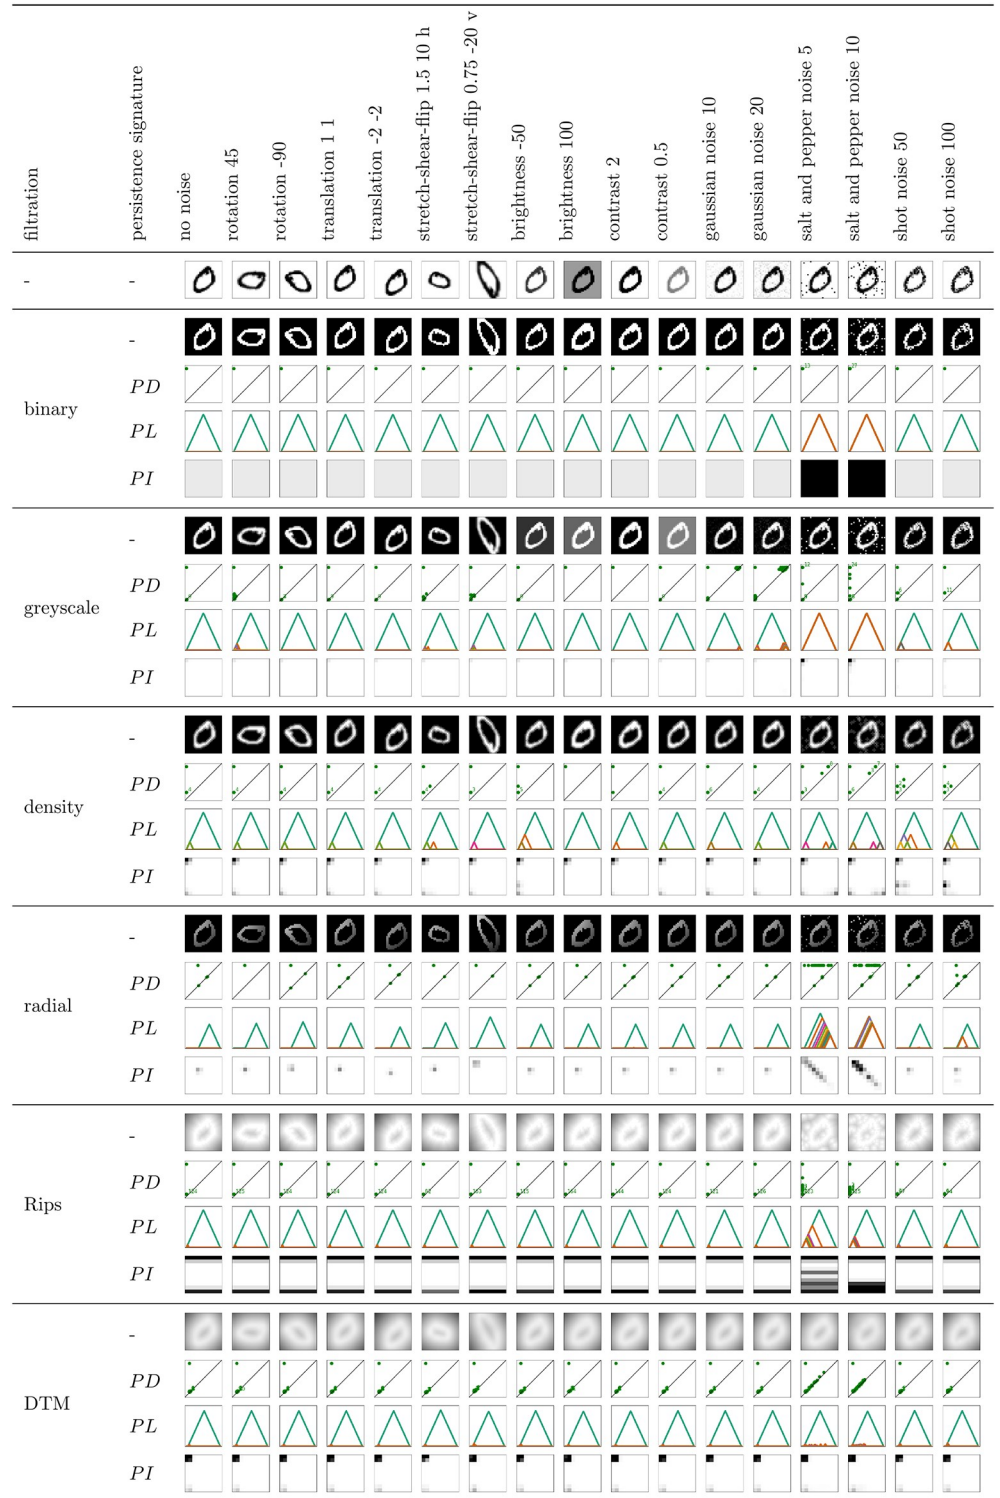 filtration
persistence signature
no noise
rotation 45
rotation -90
translation 1 1
translation -2 -2
stretch-shear-flip 1.5 10 h
stretch-shear-flip 0.75 -20 v
brightness -50
brightness 100
contrast 2
contrast 0.5
gaussian noise 10
gaussian noise 20
salt and pepper noise 5
salt and pepper noise 10
shot noise 50
shot noise 100
- -
-
PD
binary
PL
PI
-
PD
greyscale
PL
PI
-
PD
density
PL
PI
-
PD
radial
PL
PI
-
PD
Rips
PL
PI
-
PD
DTM
PL
PI